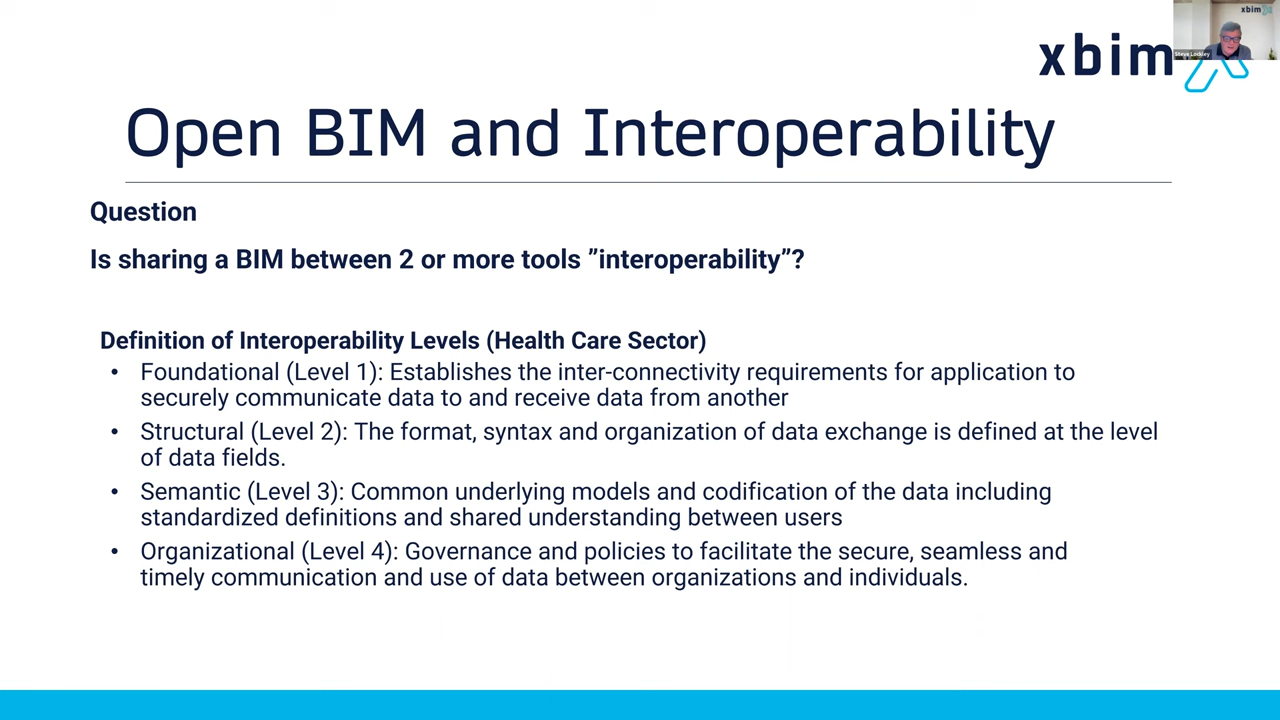 xbim
xbim
Steve Lockley
Open BIM and Interoperability
Question
Is sharing a BIM between 2 or more tools ”interoperability”?
Definition of Interoperability Levels (Health Care Sector)
• Foundational (Level 1): Establishes the inter-connectivity requirements for application to
securely communicate data to and receive data from another
• Structural (Level 2): The format, syntax and organization of data exchange is defined at the level
of data fields.
• Semantic (Level 3): Common underlying models and codification of the data including
standardized definitions and shared understanding between users
• Organizational (Level 4): Governance and policies to facilitate the secure, seamless and
timely communication and use of data between organizations and individuals.